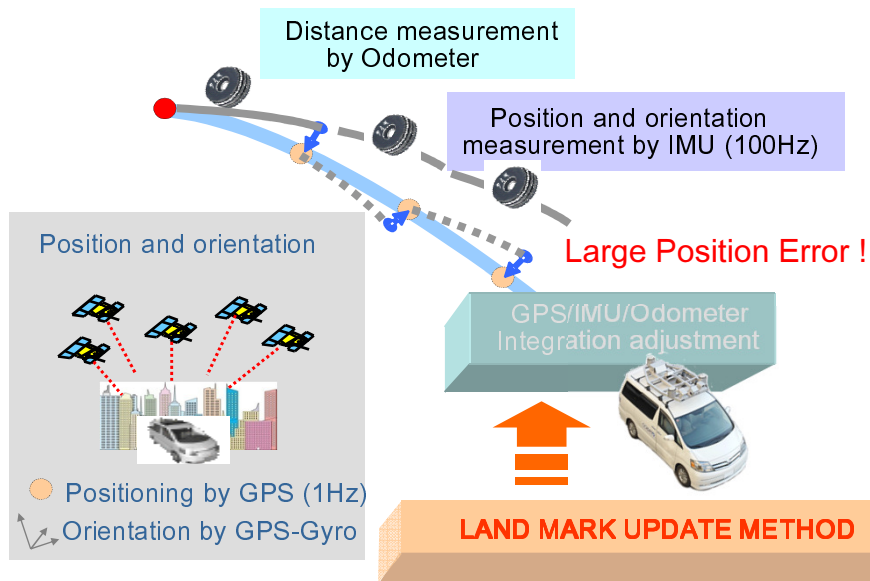 Distance measurement
by Odometer
Position and orientation
measurement by IMU (100Hz)
Large Position Error !
Position and orientation
GPS/IMU/Odometer
Integration adjustment
Positioning by GPS (1Hz)
Orientation by GPS-Gyro
LAND MARK UPDATE METHOD